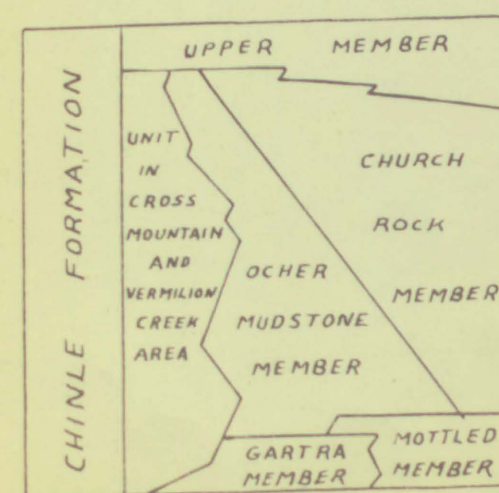 CHINLE FORMATION
UPPER MEMBER
UNIT
IN
CROSS
MOUNTAIN
AND
VERMILION
CREEK
AREA
OCHER
MUDSTONE
MEMBER
CHURCH
ROCK
MEMBER
GARTRA
MEMBER
MOTTLED
MEMBER